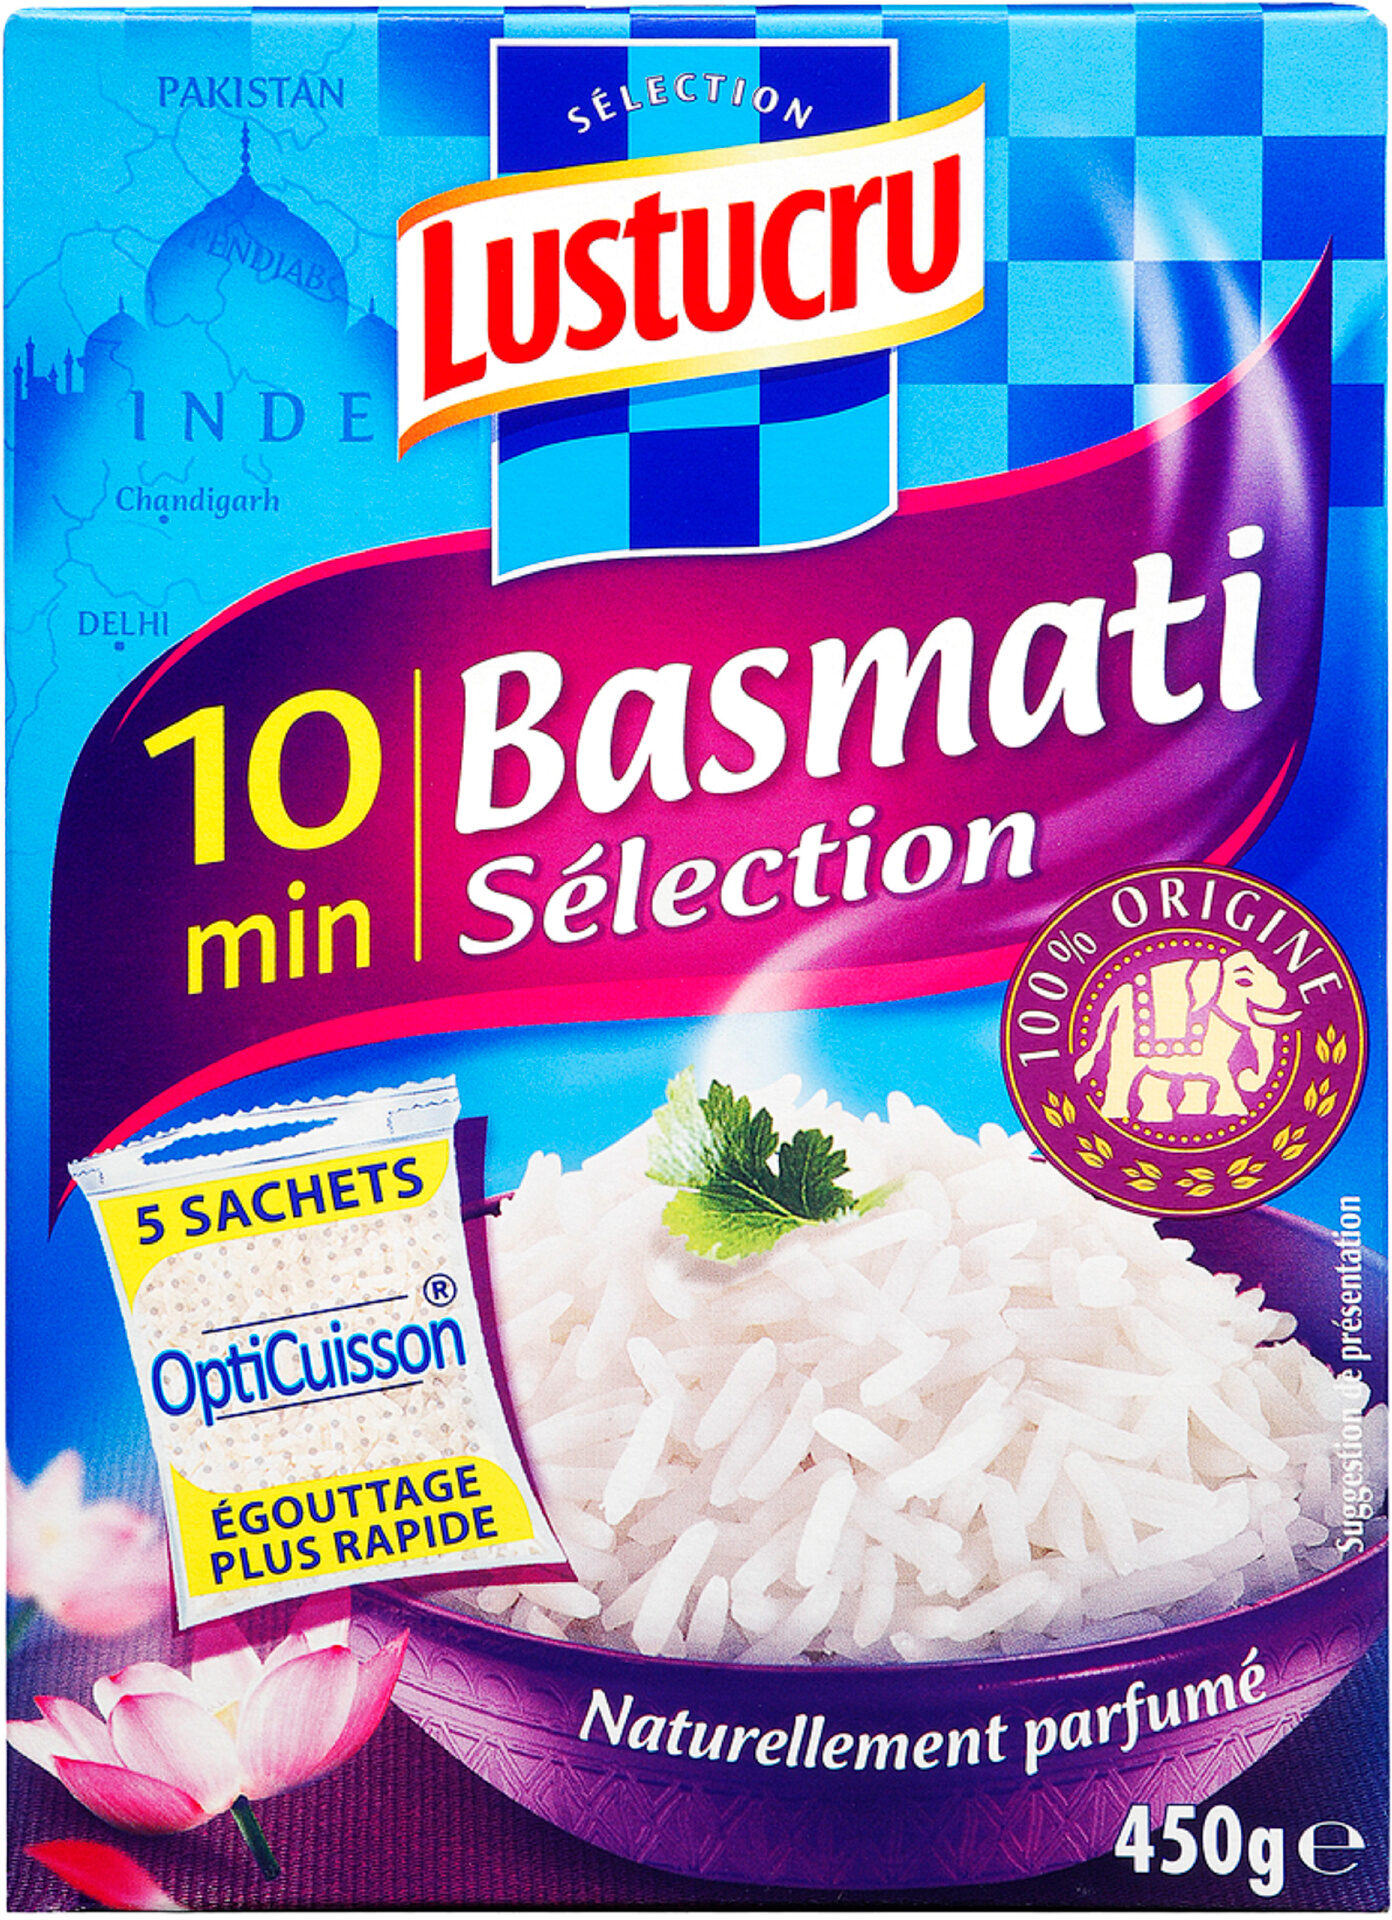 PAKISTAN
SÉLECTION
Lustucru
PENDJAB
INDE
Chandigarh
DELHI
10
min
Basmati
Sélection
100% ORIGINE
5 SACHETS
OptiCuisson®
ÉGOUTTAGE
PLUS RAPIDE
Suggestion de présentation
Naturellement parfumé
450g e